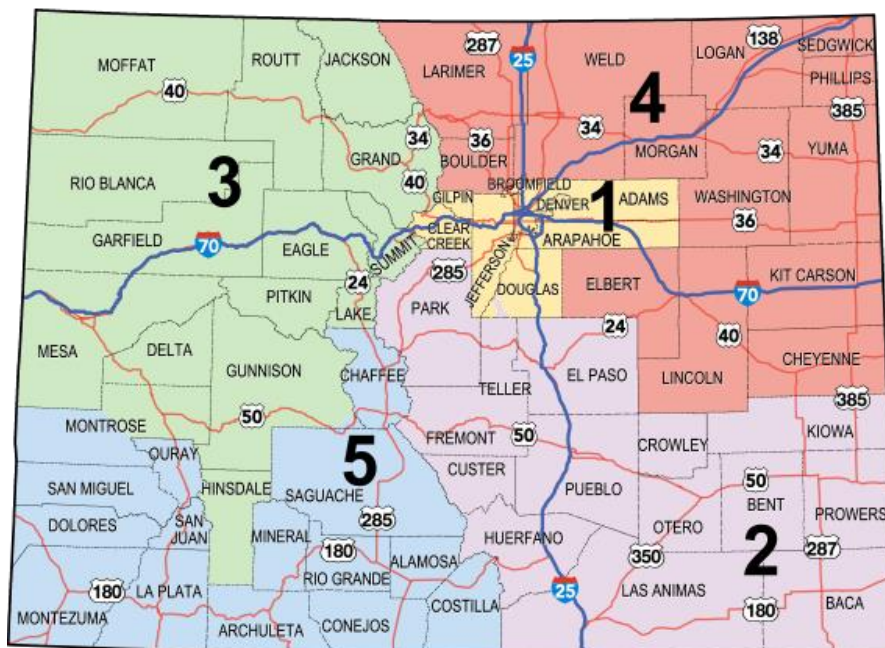 MOFFAT
ROUTT
JACKSON
LARIMER
287
25
WELD
LOGAN
138
SEDGWICK
PHILLIPS
40
4
385
34
36
34
MORGAN
34
YUMA
GRAND
BOULDER
RIO BLANCA
3
40
GILPIN
BROOMFIELD
DENVER
1
ADAMS
WASHINGTON
36
GARFIELD
70
EAGLE
SUMMIT
CLEAR
CREEK
JEFFERSON
ARAPAHOE
285
24
PITKIN
LAKE
PARK
DOUGLAS
ELBERT
70
KIT CARSON
24
40
MESA
DELTA
GUNNISON
CHAFFEE
TELLER
EL PASO
LINCOLN
CHEYENNE
385
MONTROSE
50
FREMONT
50
CROWLEY
KIOWA
OURAY
5
CUSTER
SAN MIGUEL
HINSDALE
SAGUACHE
PUEBLO
50
BENT
PROWERS
DOLORES
SAN
JUAN
MINERAL
285
180
HUERFANO
OTERO
2
350
287
ALAMOSA
RIO GRANDE
180
LA PLATA
COSTILLA
25
LAS ANIMAS
180
BACA
MONTEZUMA
ARCHULETA
CONEJOS